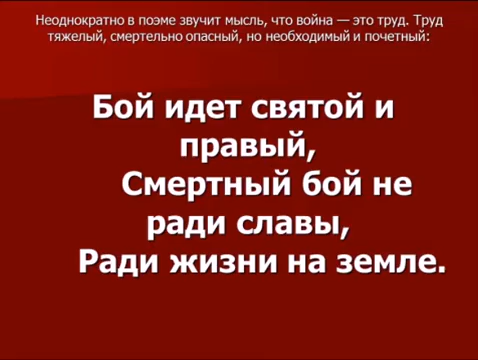 Неоднократно в поэме звучит мысль, что война — это труд. Труд
тяжелый, смертельно опасный, но необходимый и почетный:
Бой идет святой и
правый,
Смертный бой не
ради славы,
Ради жизни на земле.